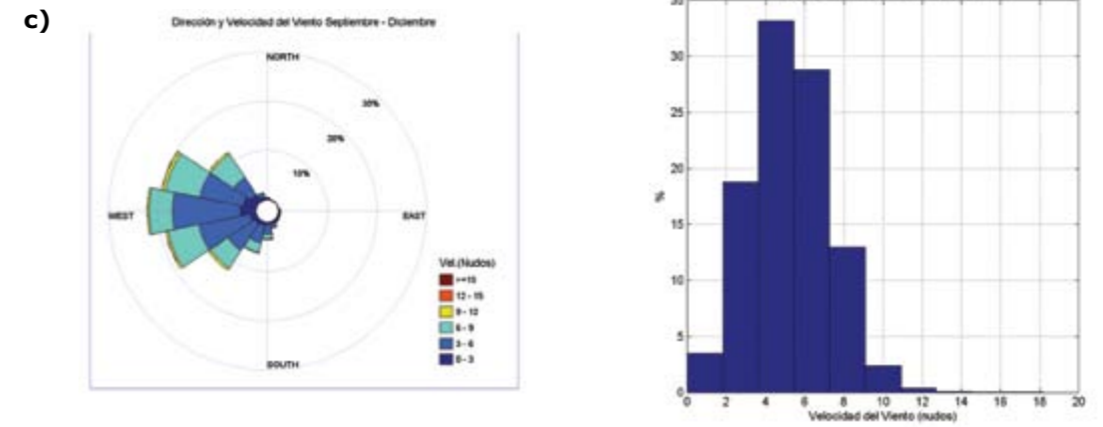 c)
Dirección y Velocidad del Viento Septiembre - Diciembre
NORTH
30%
20%
10%
WEST
EAST
SOUTH
Vel.(Nudos)
>=15
12 - 15
9 - 12
6 - 9
3 - 6
0 - 3
35
30
25
20
15
10
5
0
%
0 2 4 6 8 10 12 14 16 18 20
Velocidad del Viento (nudos)